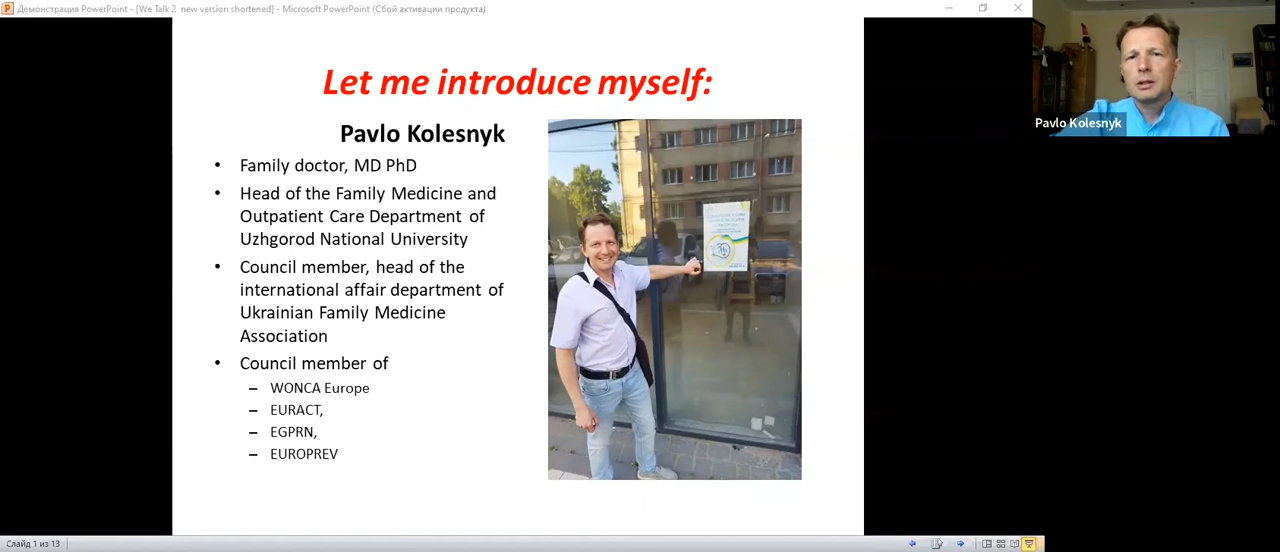 Демонстрация PowerPoint - [We Talk 2 new version shortened] - Microsoft PowerPoint (Сбой активации продукта)
Let me introduce myself:
Pavlo Kolesnyk
• Family doctor, MD PhD
• Head of the Family Medicine and
Outpatient Care Department of
Uzhgorod National University
• Council member, head of the
international affair department of
Ukrainian Family Medicine
Association
• Council member of
– WONCA Europe
– EURACT,
– EGPRN,
– EUROPREV
Pavlo Kolesnyk
Слайд 1 из 13